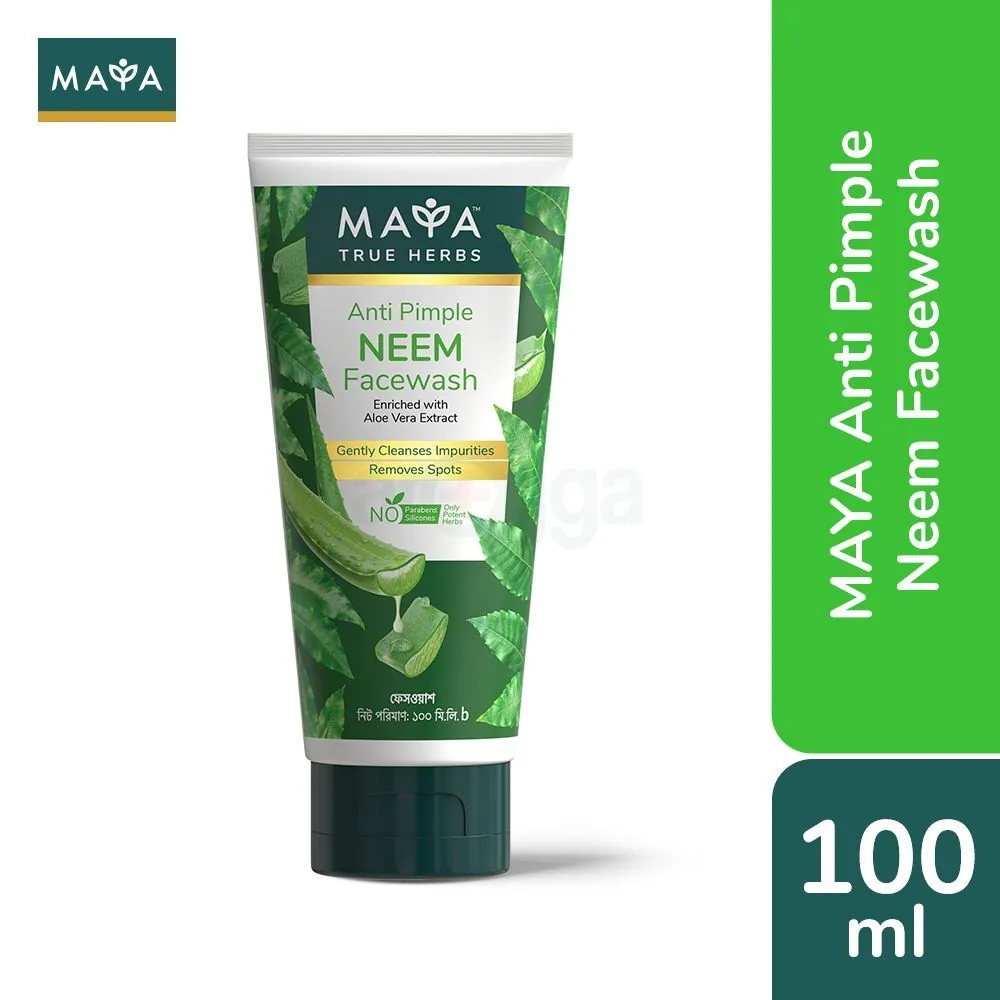 MAYA
MAYA™
TRUE HERBS
Anti Pimple
NEEM
Facewash
Enriched with
Aloe Vera Extract
Gently Cleanses Impurities
Removes Spots
NO Parabens Silicones Only Potent Herbs
ফেসওয়াশ
নিট পরিমাণ: ১০০ মি.লি. b
MAYA Anti Pimple
Neem Facewash
100
ml